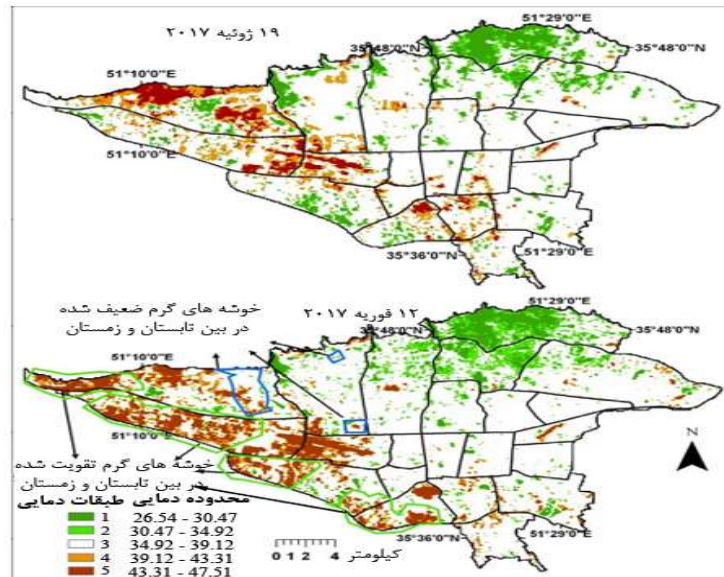 ۱۹ ژوئیه ۲۰۱۷
51°29'0"E
35°48'0"N
35°48'0"N
51°10'0"E
51°10'0"E
35°36'0"N
51°29'0"E
خوشه های گرم ضعیف شده
در بین تابستان و زمستان
۱۲ فوریه ۲۰۱۷
51°29'0"E
35°48'0"N
35°48'0"N
51°10'0"E
51°10'0"E
N
خوشه های گرم تقویت شده
در بین تابستان و زمستان
طبقات دمایی محدوده دمایی
1 26.54 - 30.47
2 30.47 - 34.92
3 34.92 - 39.12
4 39.12 - 43.31
5 43.31 - 47.51
0 1 2 4 کیلومتر
35°36'0"N
51°29'0"E